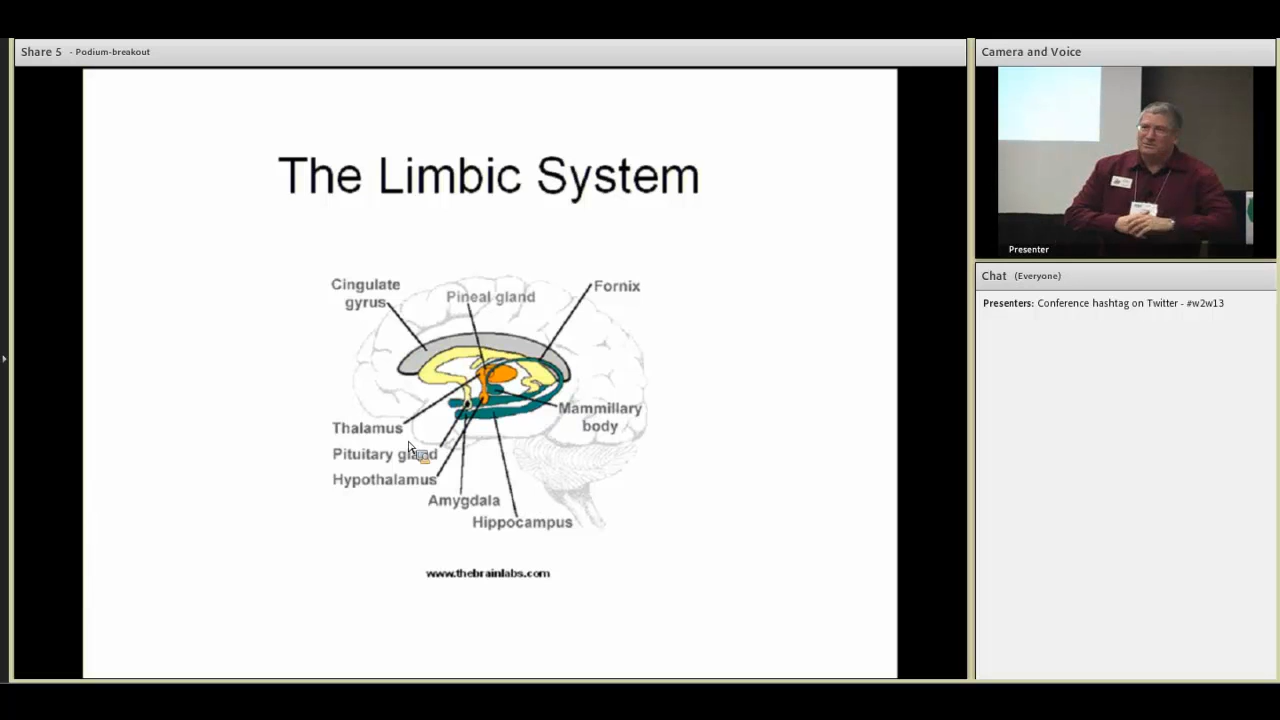 Share 5 - Podium-breakout
The Limbic System
Cingulate
gyrus
Pineal gland
Fornix
Thalamus
Pituitary gland
Hypothalamus
Amygdala
Hippocampus
Mammillary
body
www.thebrainlabs.com
Camera and Voice
Presenter
Chat (Everyone)
Presenters: Conference hashtag on Twitter - #w2w13